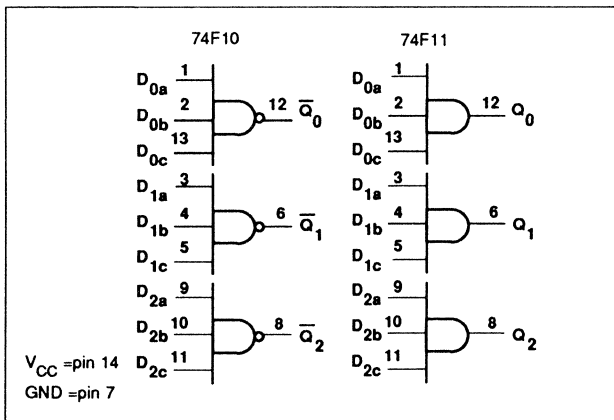 74F10 74F11
1 1
D0a D0a
2 12 Q̅0 2 12 Q0
D0b D0b
13 13
D0c D0c
3 3
D1a D1a
4 6 Q̅1 4 6 Q1
D1b D1b
5 5
D1c D1c
9 9
D2a D2a
10 8 Q̅2 10 8 Q2
D2b D2b
11 11
D2c D2c
VCC =pin 14
GND =pin 7